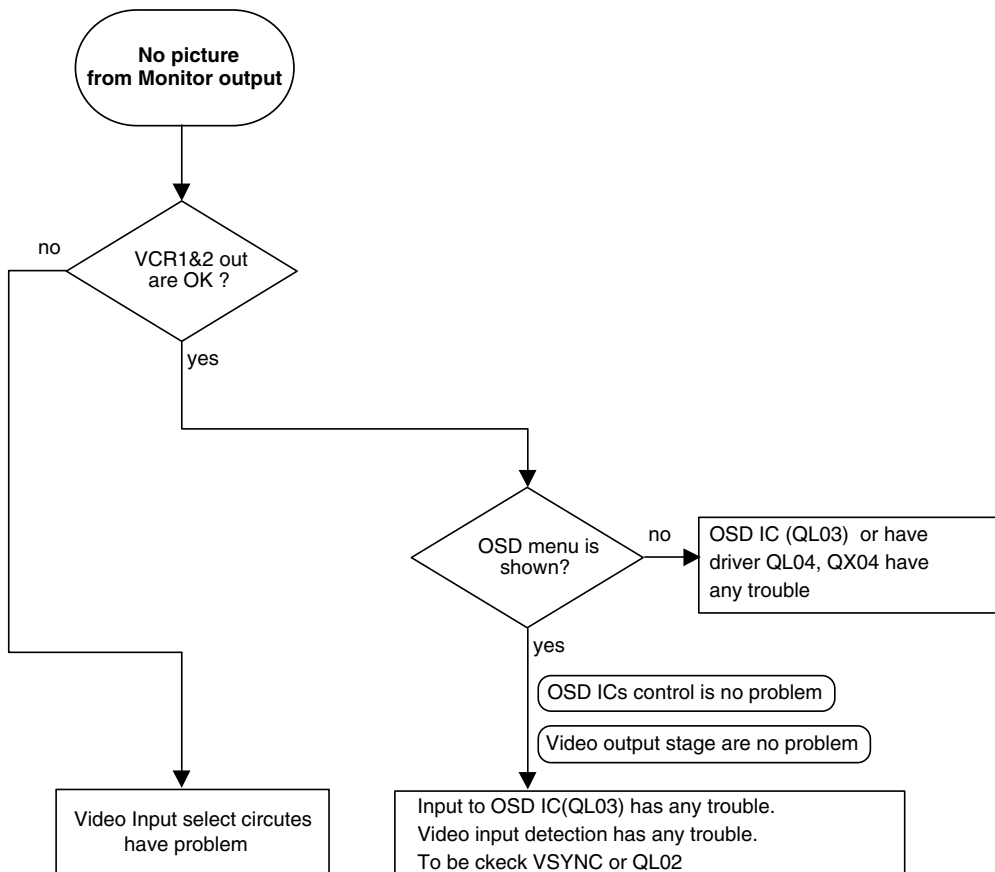 No picture
from Monitor output
no
VCR1&2 out
are OK ?
yes
OSD menu is
shown?
no
OSD IC (QL03) or have
driver QL04, QX04 have
any trouble
yes
OSD ICs control is no problem
Video output stage are no problem
Video Input select circutes
have problem
Input to OSD IC(QL03) has any trouble.
Video input detection has any trouble.
To be ckeck VSYNC or QL02